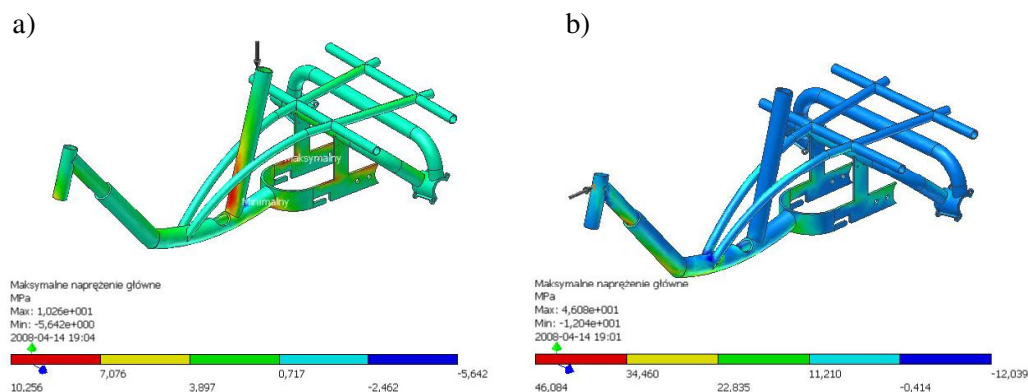 a)
b)
Maksymalny
Minimalny
Maksymalne naprężenie główne
MPa
Max: 1,026e+001
Min: -5,642e+000
2008-04-14 19:04
7,076 0,717 -5,642
10,256 3,897 -2,462
Maksymalne naprężenie główne
MPa
Max: 4,608e+001
Min: -1,204e+001
2008-04-14 19:01
34,460 11,210 -12,039
46,084 22,835 -0,414